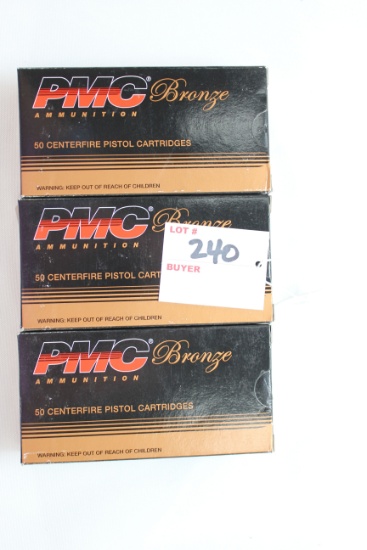 PMC® Bronze
AMMUNITION
50 CENTERFIRE PISTOL CARTRIDGES
WARNING: KEEP OUT OF REACH OF CHILDREN
PMC
AMMUNITION
50 CENTERFIRE PISTOL
WARNING: KEEP OUT OF REACH OF CHILDREN
LOT #
240
BUYER
PMC® Bronze
AMMUNITION
50 CENTERFIRE PISTOL CARTRIDGES
WARNING: KEEP OUT OF REACH OF CHILDREN